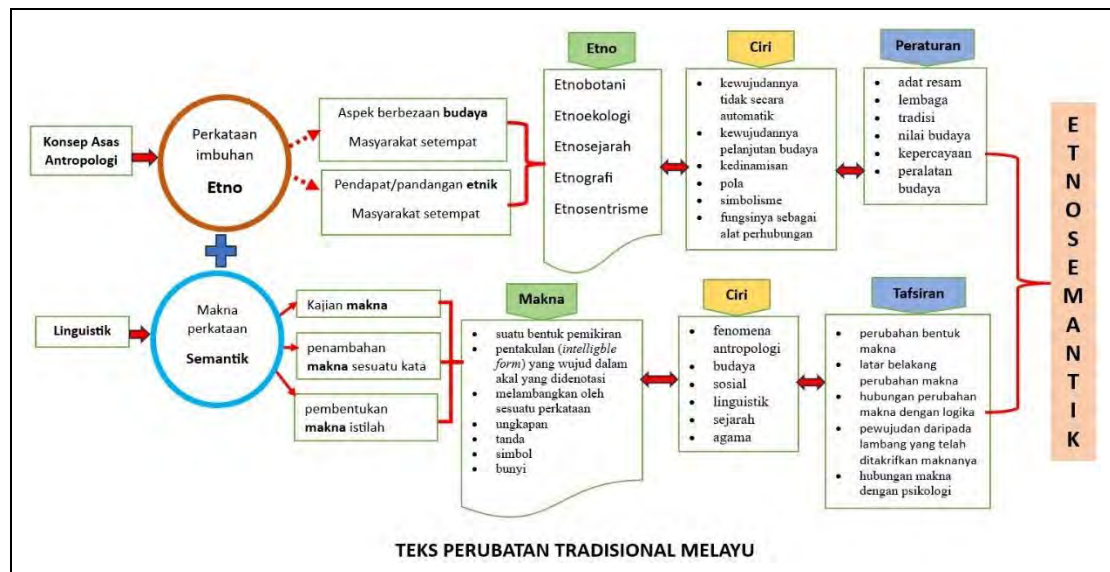 Konsep Asas
Antropologi
Perkataan
imbuhan
Etno
Aspek berbezaan budaya
Masyarakat setempat
Pendapat/pandangan etnik
Masyarakat setempat
Etno
Etnobotani
Etnoekologi
Etnosejarah
Etnografi
Etnosentrisme
Ciri
• kewujudannya
tidak secara
automatik
• kewujudannya
pelanjutan budaya
• kedinamisan
• pola
• simbolisme
• fungsinya sebagai
alat perhubungan
Peraturan
• adat resam
• lembaga
• tradisi
• nilai budaya
• kepercayaan
• peralatan
budaya
Linguistik
Makna
perkataan
Semantik
Kajian makna
penambahan
makna sesuatu kata
pembentukan
makna istilah
Makna
• suatu bentuk pemikiran
• pentakulan (intelligble
form) yang wujud dalam
akal yang didenotasi
• melambangkan oleh
sesuatu perkataan
• ungkapan
• tanda
• simbol
• bunyi
Ciri
• fenomena
antropologi
• budaya
• sosial
• linguistik
• sejarah
• agama
Tafsiran
• perubahan bentuk
makna
• latar belakang
perubahan makna
• hubungan perubahan
makna dengan logika
• pewujudan daripada
lambang yang telah
ditakrifkan maknanya
• hubungan makna
dengan psikologi
E
T
N
O
S
E
M
A
N
T
I
K
TEKS PERUBATAN TRADISIONAL MELAYU